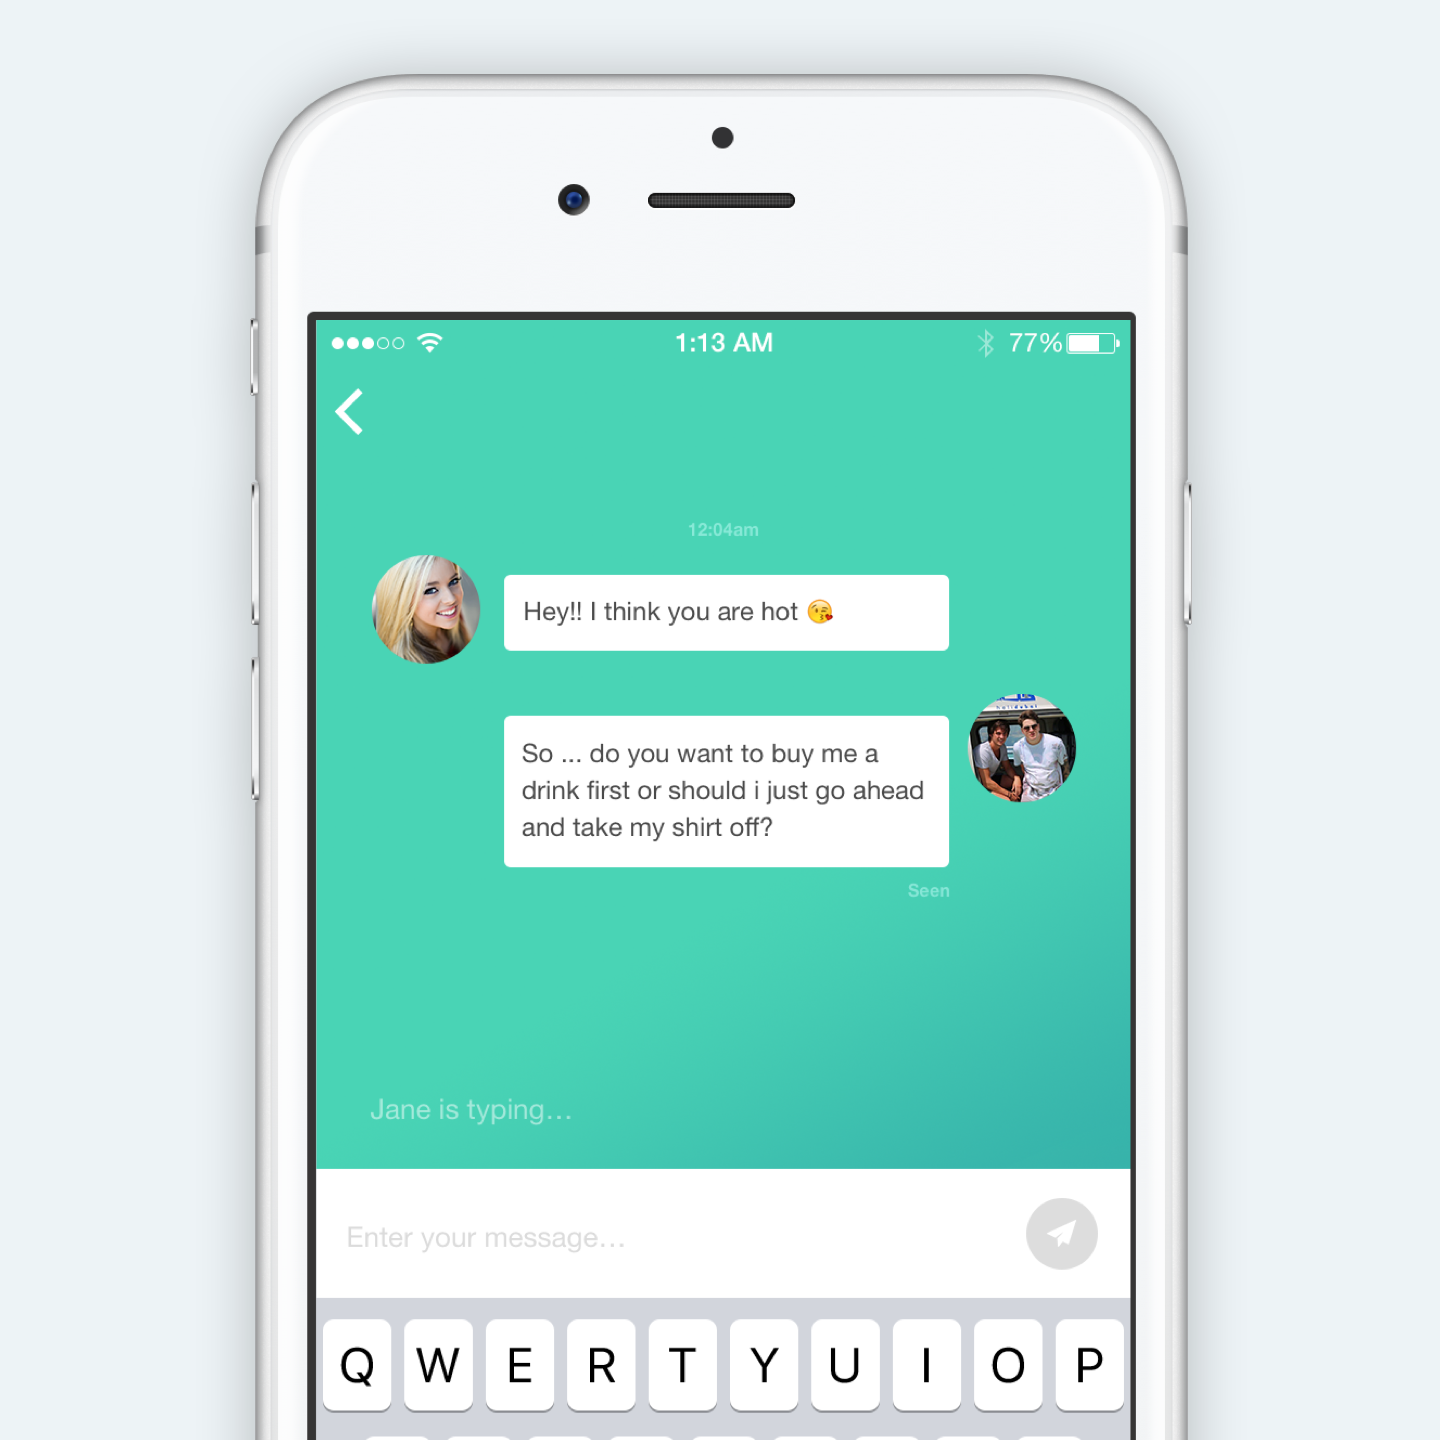 1:13 AM 77%
12:04am
Hey!! I think you are hot 😘
So ... do you want to buy me a
drink first or should i just go ahead
and take my shirt off?
Seen
Jane is typing...
Enter your message...
Q W E R T Y U I O P